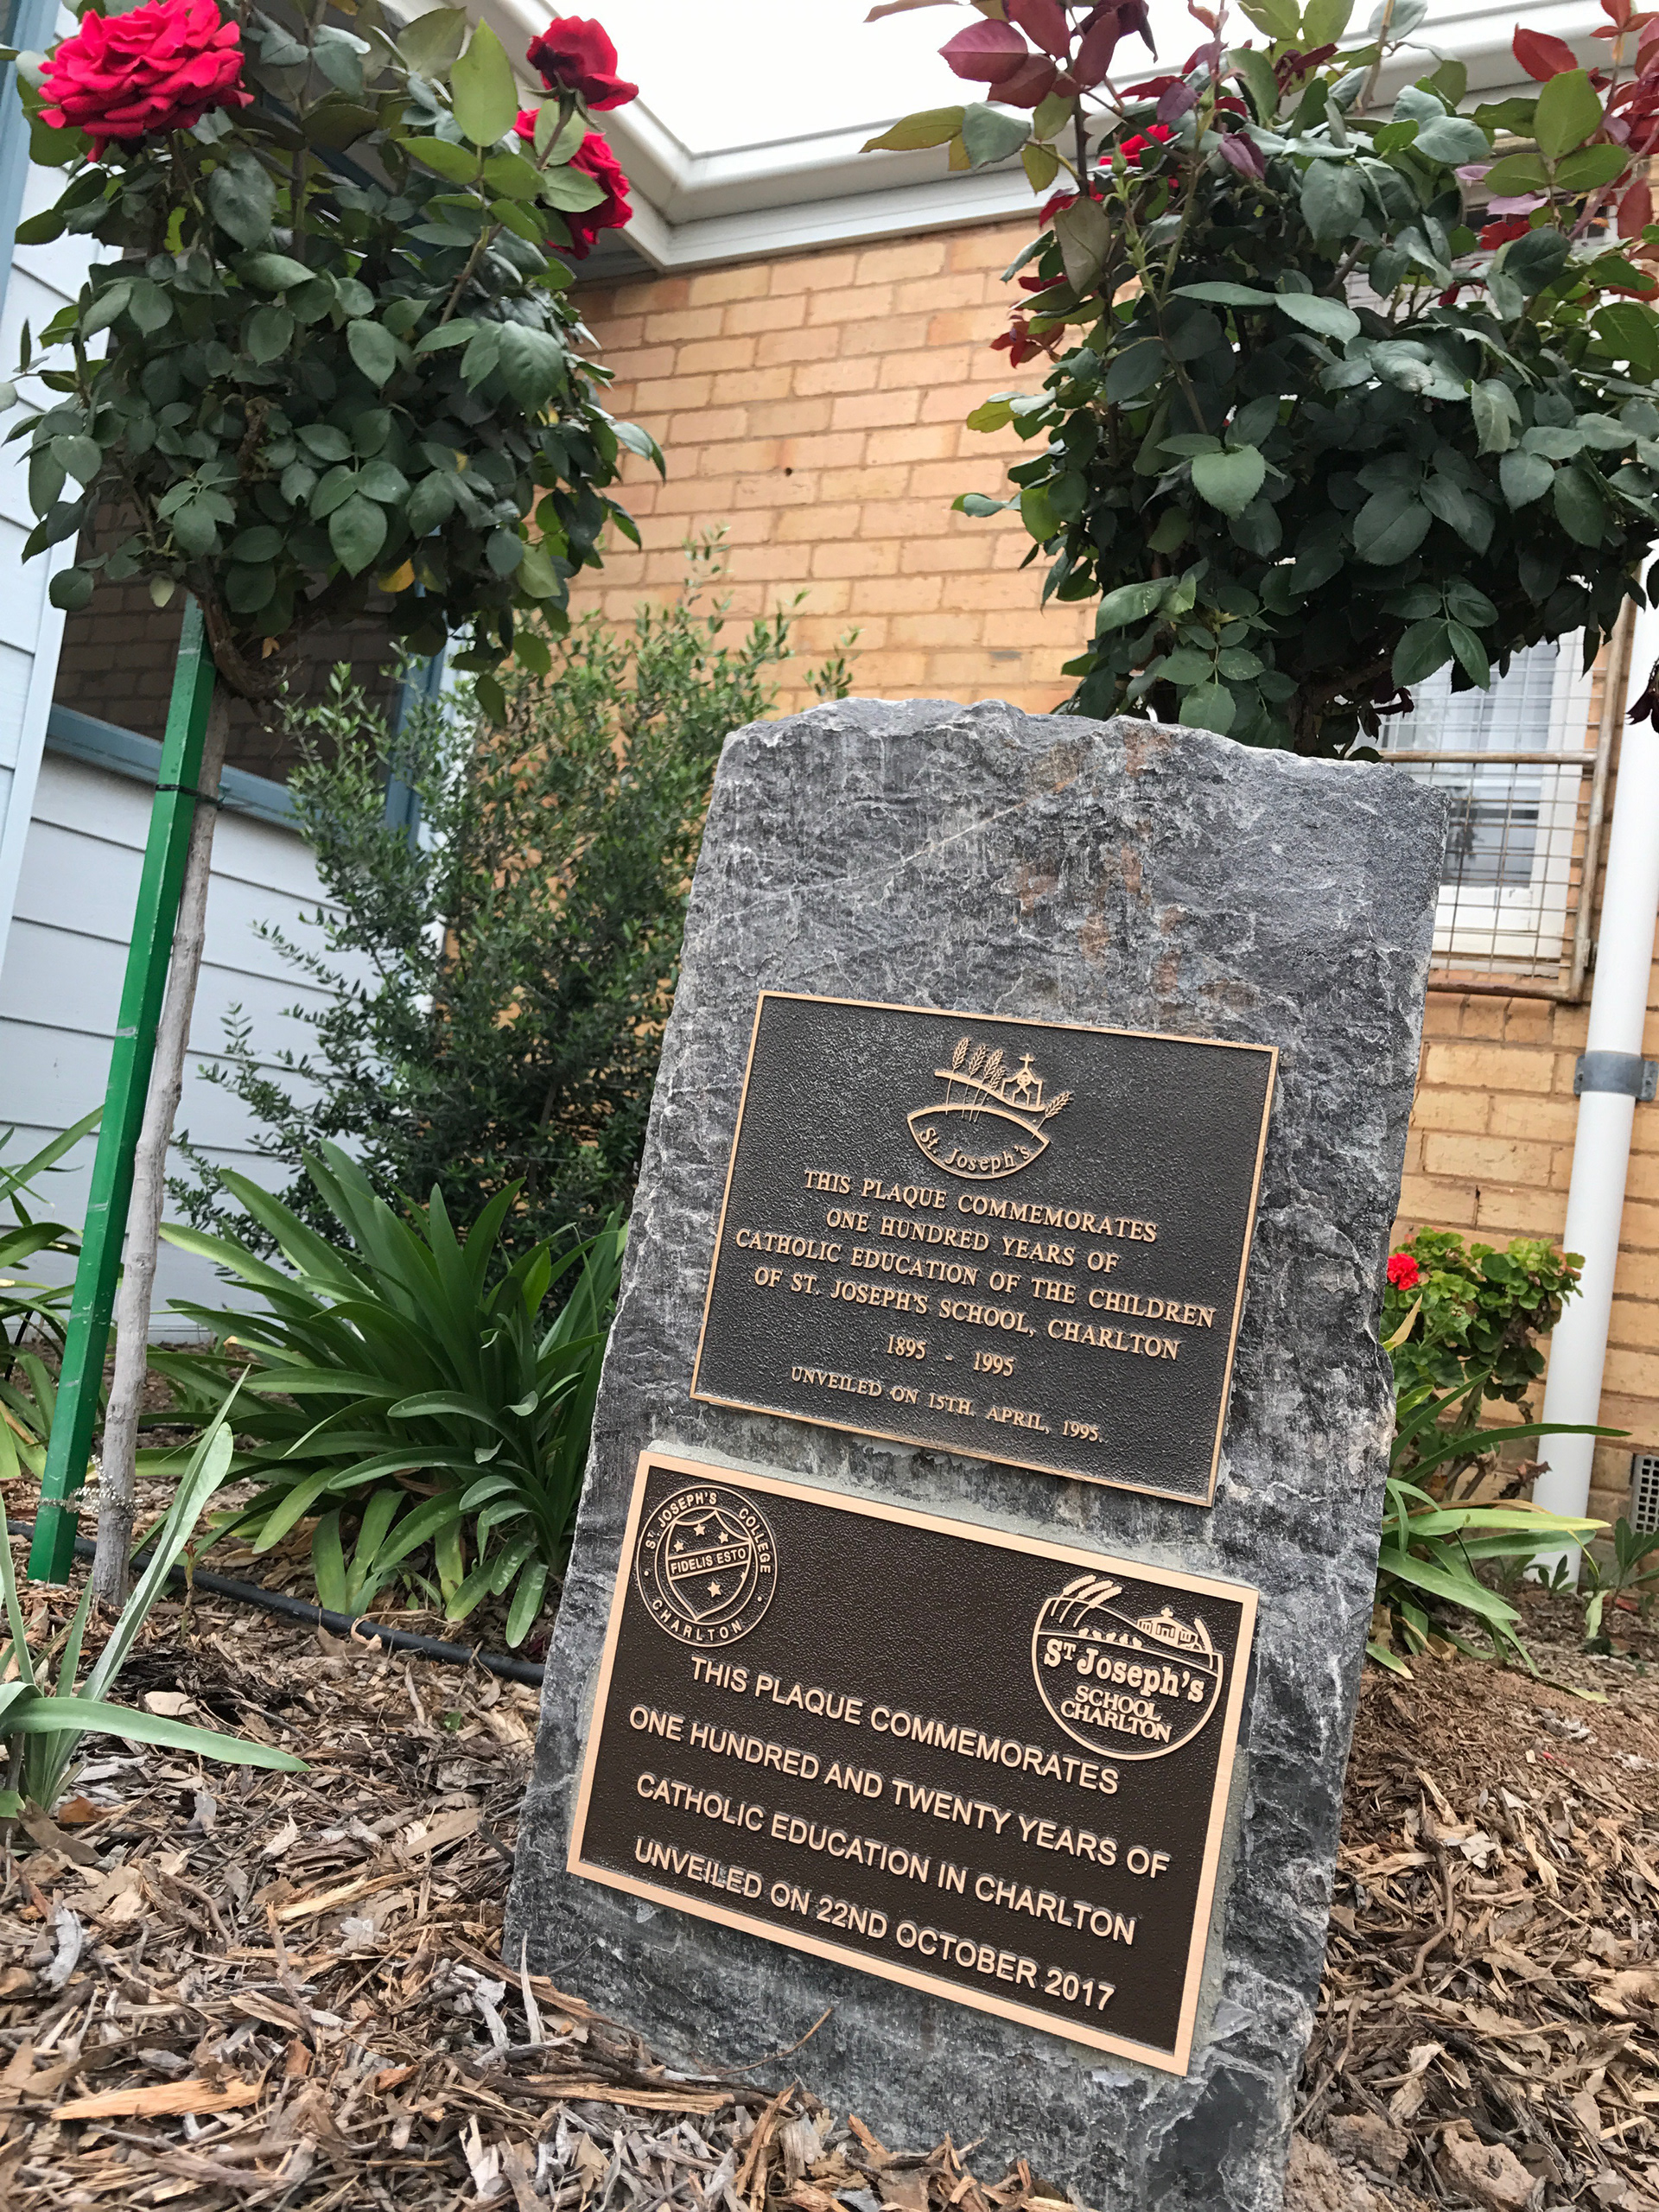 St. Joseph's
THIS PLAQUE COMMEMORATES
ONE HUNDRED YEARS OF
CATHOLIC EDUCATION OF THE CHILDREN
OF ST. JOSEPH'S SCHOOL, CHARLTON
1895 - 1995
UNVEILED ON 15TH. APRIL, 1995.
ST JOSEPH'S COLLEGE
FIDELIS ESTO
CHARLTON
ST Joseph's
SCHOOL
CHARLTON
THIS PLAQUE COMMEMORATES
ONE HUNDRED AND TWENTY YEARS OF
CATHOLIC EDUCATION IN CHARLTON
UNVEILED ON 22ND OCTOBER 2017